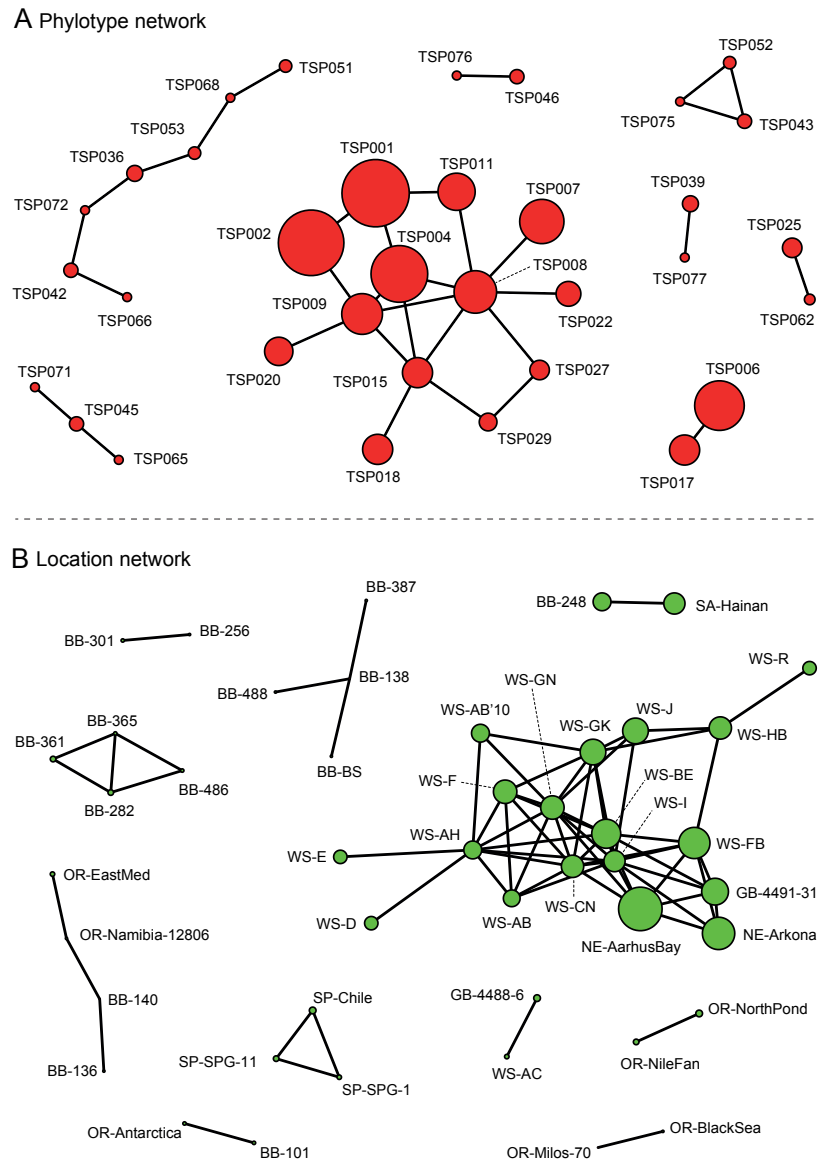 A Phylotype network
TSP051
TSP068
TSP053
TSP036
TSP072
TSP042
TSP066
TSP076
TSP046
TSP052
TSP075
TSP043
TSP001
TSP011
TSP007
TSP002
TSP004
TSP008
TSP009
TSP022
TSP020
TSP015
TSP027
TSP029
TSP018
TSP039
TSP077
TSP025
TSP062
TSP006
TSP017
TSP071
TSP045
TSP065
B Location network
BB-387
BB-248
SA-Hainan
BB-256
BB-301
BB-138
BB-488
BB-BS
WS-R
WS-GN
WS-AB'10
WS-GK
WS-J
WS-HB
BB-365
BB-361
BB-486
BB-282
WS-F
WS-BE
WS-I
WS-AH
WS-FB
WS-E
GB-4491-31
WS-D
WS-AB
WS-CN
NE-AarhusBay
NE-Arkona
OR-EastMed
OR-Namibia-12806
BB-140
BB-136
SP-Chile
SP-SPG-11
SP-SPG-1
GB-4488-6
WS-AC
OR-NorthPond
OR-NileFan
OR-Antarctica
BB-101
OR-BlackSea
OR-Milos-70